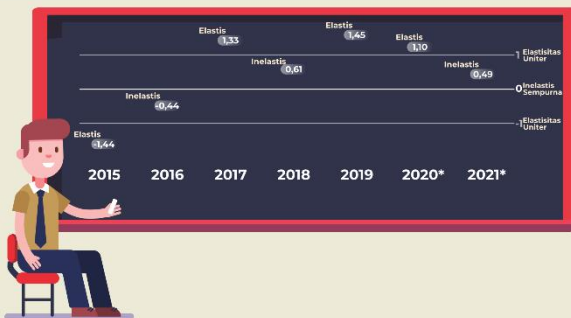 Elastis
1,45
Elastis
1,33
Elastis
1,10
1 Elastisitas
Uniter
Inelastis
0,61
Inelastis
0,49
0 Inelastis
Sempurna
Inelastis
-0,44
-1 Elastisitas
Uniter
Elastis
-1,44
2015 2016 2017 2018 2019 2020* 2021*